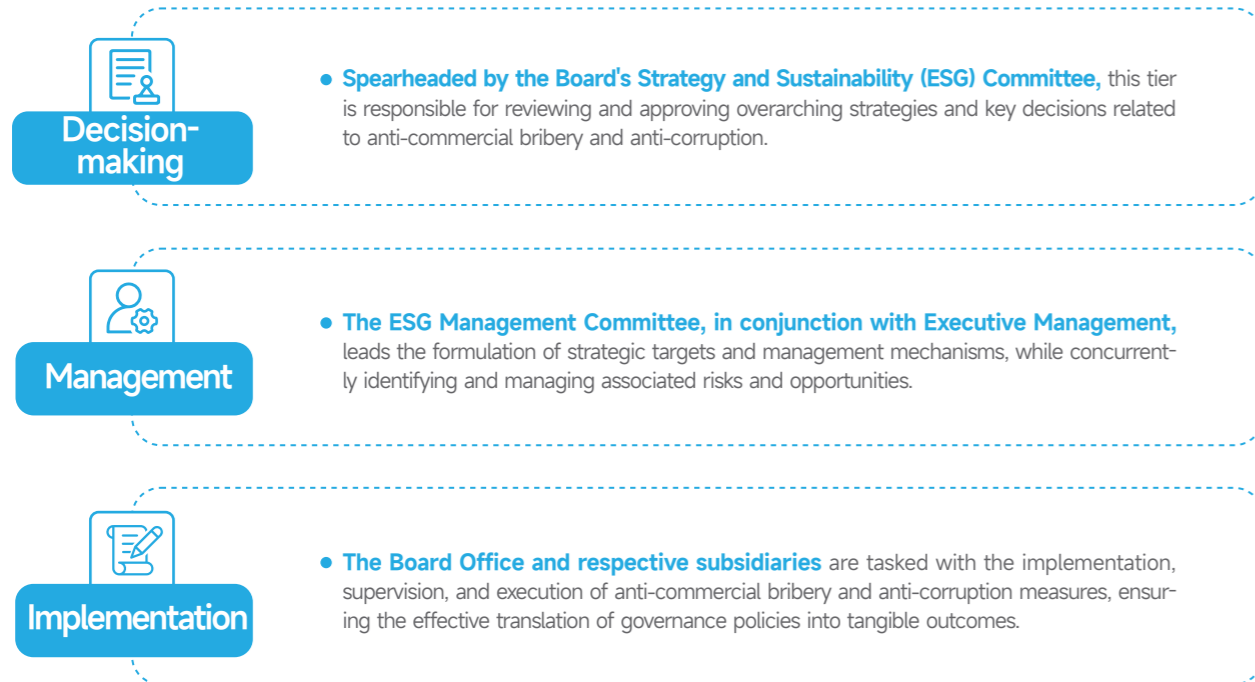 Decision-
making
● Spearheaded by the Board's Strategy and Sustainability (ESG) Committee, this tier
is responsible for reviewing and approving overarching strategies and key decisions related
to anti-commercial bribery and anti-corruption.
Management
● The ESG Management Committee, in conjunction with Executive Management,
leads the formulation of strategic targets and management mechanisms, while concurrent-
ly identifying and managing associated risks and opportunities.
Implementation
● The Board Office and respective subsidiaries are tasked with the implementation,
supervision, and execution of anti-commercial bribery and anti-corruption measures, ensur-
ing the effective translation of governance policies into tangible outcomes.